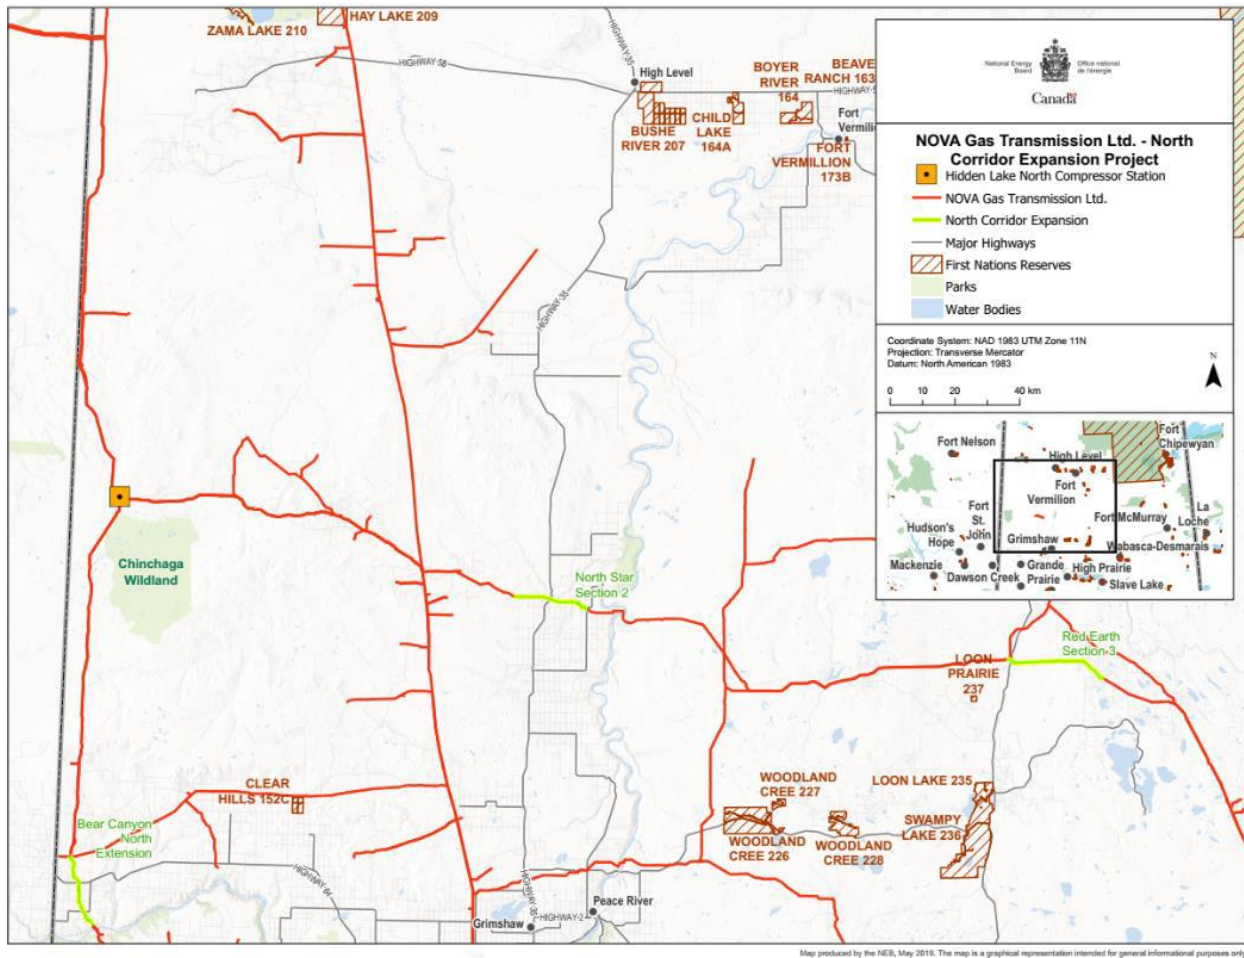 ZAMA LAKE 210
HAY LAKE 209
HIGHWAY-58
HIGHWAY-35
High Level
BUSHE
RIVER 207
CHILD
LAKE
164A
BOYER
RIVER
164
BEAVE
RANCH 163
HIGHWAY-5
Fort
Vermili
FORT
VERMILLION
173B
HIGHWAY-35
Chinchaga
Wildland
North Star
Section 2
Red Earth
Section 3
LOON
PRAIRIE
237
CLEAR
HILLS 152C
Bear Canyon
North
Extension
WOODLAND
CREE 227
LOON LAKE 235
SWAMPY
LAKE 236
WOODLAND
CREE 226
WOODLAND
CREE 228
HIGHWAY-64
HIGHWAY-35
HIGHWAY-2
Peace River
Grimshaw
National Energy
Board
Office national
de l'énergie
Canada
NOVA Gas Transmission Ltd. - North
Corridor Expansion Project
Hidden Lake North Compressor Station
NOVA Gas Transmission Ltd.
North Corridor Expansion
Major Highways
First Nations Reserves
Parks
Water Bodies
Coordinate System: NAD 1983 UTM Zone 11N
Projection: Transverse Mercator
Datum: North American 1983
N
0 10 20 40 km
Fort Nelson
High Level
Fort
Chipewyan
Fort
Vermilion
Fort
St.
John
Fort McMurray
La
Loche
Hudson's
Hope
Grimshaw
Wabasca-Desmarais
Mackenzie
Dawson Creek
Grande
Prairie
High Prairie
Slave Lake
Map produced by the NEB, May 2019. The map is a graphical representation intended for general informational purposes only